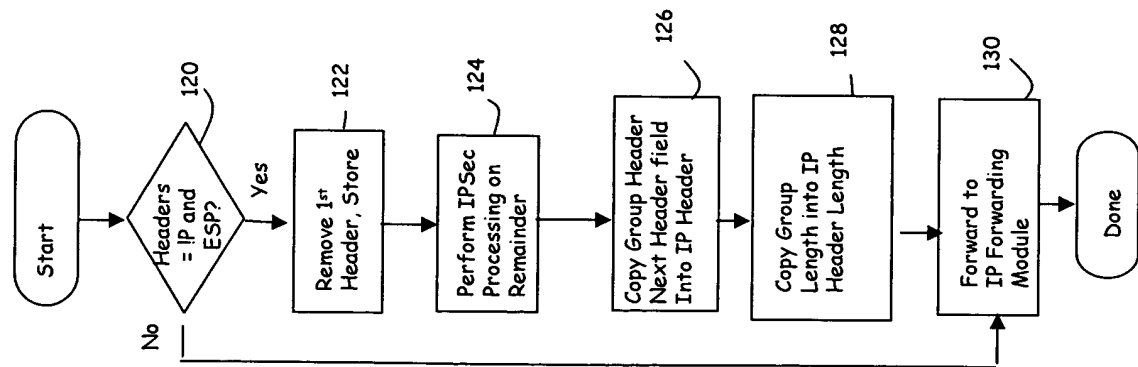 Start
120
Headers
= !P and
ESP?
Yes
No
122
Remove 1st
Header, Store
124
Perform IPSec
Processing on
Remainder
126
Copy Group Header
Next Header field
Into IP Header
128
Copy Group
Length into IP
Header Length
130
Forward to
IP Forwarding
Module
Done